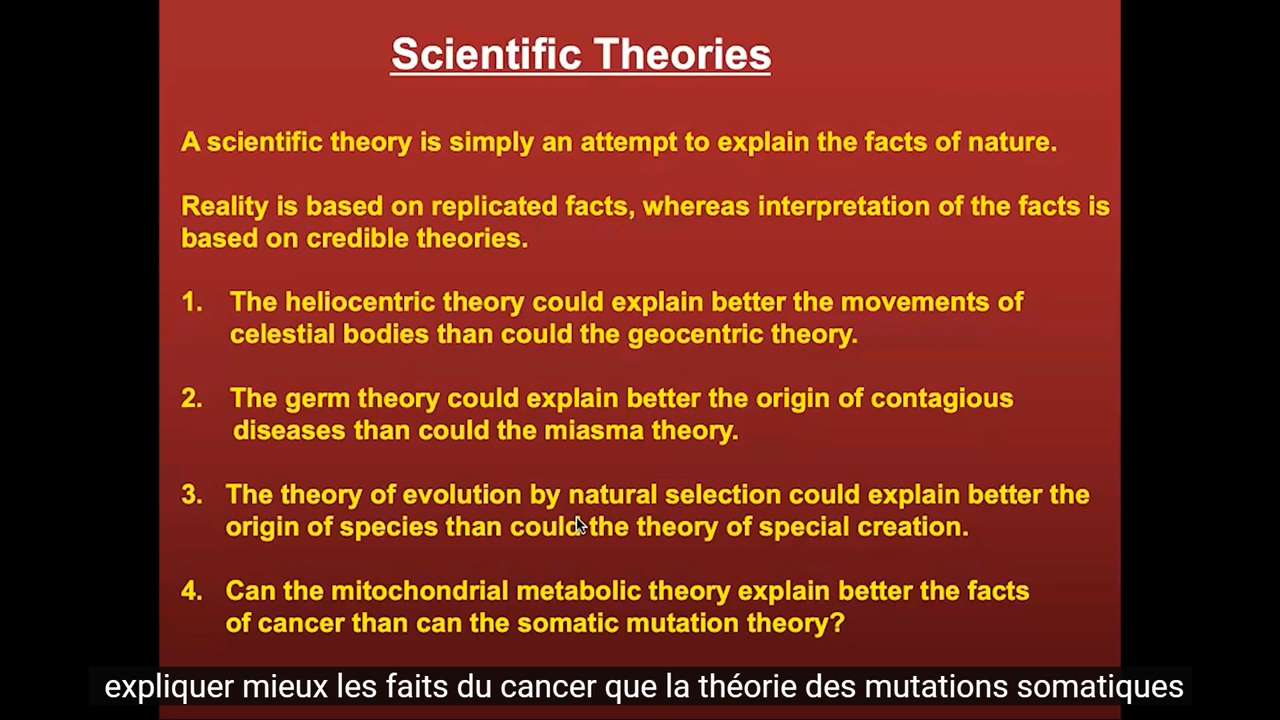 Scientific Theories
A scientific theory is simply an attempt to explain the facts of nature.
Reality is based on replicated facts, whereas interpretation of the facts is
based on credible theories.
1. The heliocentric theory could explain better the movements of
celestial bodies than could the geocentric theory.
2. The germ theory could explain better the origin of contagious
diseases than could the miasma theory.
3. The theory of evolution by natural selection could explain better the
origin of species than could the theory of special creation.
4. Can the mitochondrial metabolic theory explain better the facts
of cancer than can the somatic mutation theory?
expliquer mieux les faits du cancer que la théorie des mutations somatiques